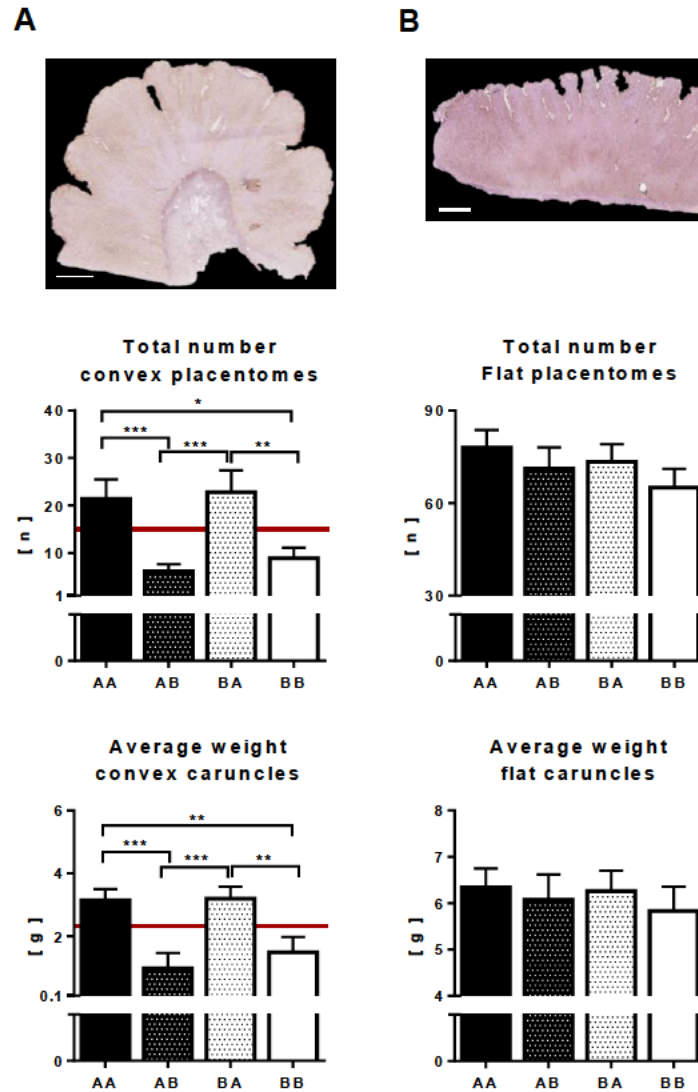 A
B
Total number
convex placentomes
[ n ]
40
30
20
10
1
0
*
***
***
**
AA
AB
BA
BB
Total number
Flat placentomes
[ n ]
90
60
30
0
AA
AB
BA
BB
Average weight
convex caruncles
[ g ]
6
4
2
0.1
0
**
***
***
**
AA
AB
BA
BB
Average weight
flat caruncles
[ g ]
8
7
6
5
4
0
AA
AB
BA
BB